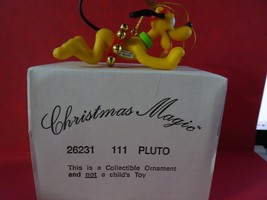 Christmas Magic
26231 111 PLUTO
This is a Collectible Ornament
and not a child's Toy